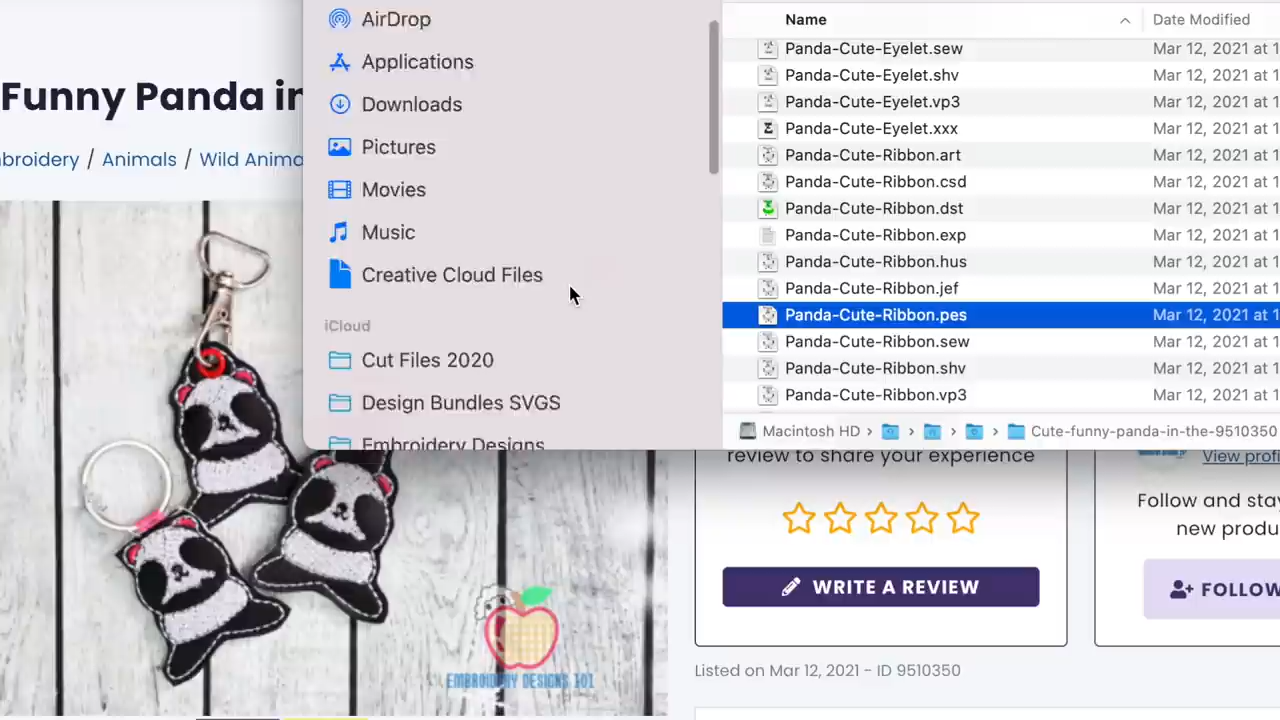 Funny Panda in
broidery / Animals / Wild Anima
AirDrop
Applications
Downloads
Pictures
Movies
Music
Creative Cloud Files
iCloud
Cut Files 2020
Design Bundles SVGS
Embroidery Designs
Name Date Modified
Panda-Cute-Eyelet.sew Mar 12, 2021 at 1
Panda-Cute-Eyelet.shv Mar 12, 2021 at 1
Panda-Cute-Eyelet.vp3 Mar 12, 2021 at 1
Panda-Cute-Eyelet.xxx Mar 12, 2021 at 1
Panda-Cute-Ribbon.art Mar 12, 2021 at 1
Panda-Cute-Ribbon.csd Mar 12, 2021 at 1
Panda-Cute-Ribbon.dst Mar 12, 2021 at 1
Panda-Cute-Ribbon.exp Mar 12, 2021 at 1
Panda-Cute-Ribbon.hus Mar 12, 2021 at 1
Panda-Cute-Ribbon.jef Mar 12, 2021 at 1
Panda-Cute-Ribbon.pes Mar 12, 2021 at 1
Panda-Cute-Ribbon.sew Mar 12, 2021 at 1
Panda-Cute-Ribbon.shv Mar 12, 2021 at 1
Panda-Cute-Ribbon.vp3 Mar 12, 2021 at 1
Macintosh HD › › › › Cute-funny-panda-in-the-9510350
review to share your experience
WRITE A REVIEW
View profi
Follow and stay
new produ
FOLLOW
Listed on Mar 12, 2021 - ID 9510350
EMBROIDERY DESIGNS 101